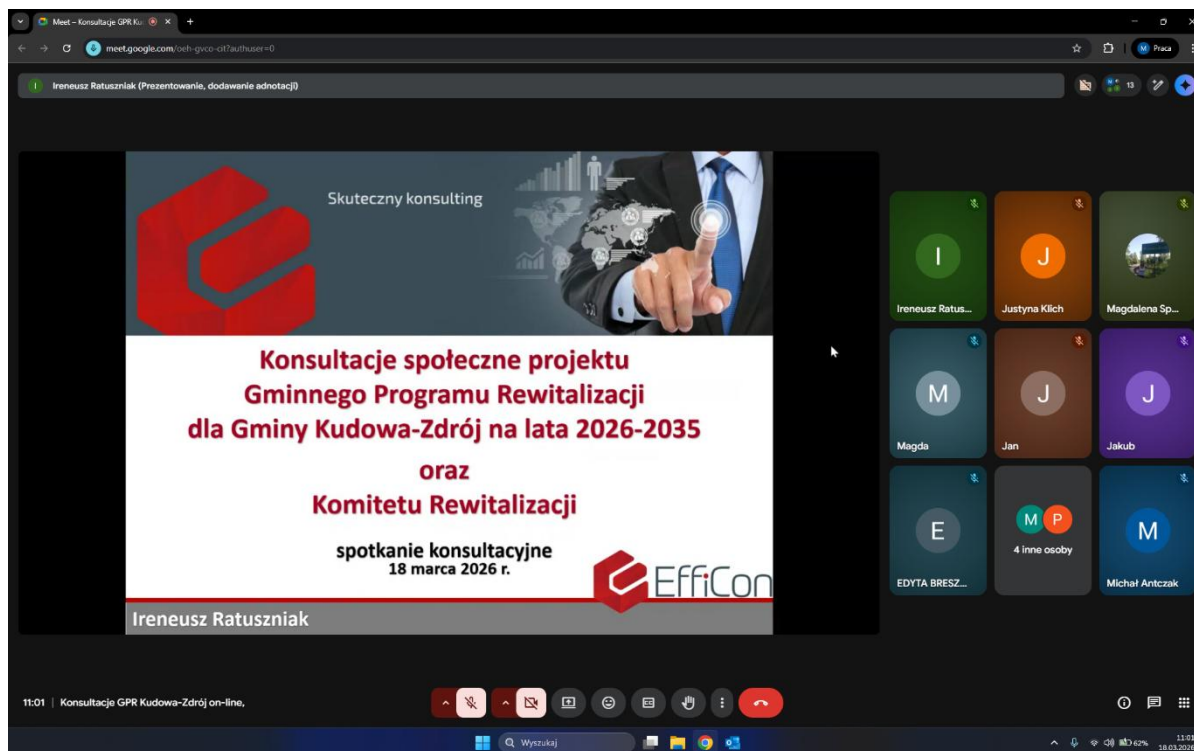 Meet – Konsultacje GPR Ku
meet.google.com/oeh-gvco-cit?authuser=0
M Praca
I Ireneusz Ratuszniak (Prezentowanie, dodawanie adnotacji)
13
Skuteczny konsulting
Konsultacje społeczne projektu
Gminnego Programu Rewitalizacji
dla Gminy Kudowa-Zdrój na lata 2026-2035
oraz
Komitetu Rewitalizacji
spotkanie konsultacyjne
18 marca 2026 r.
EffiCon
Ireneusz Ratuszniak
I
Ireneusz Ratus...
J
Justyna Klich
Magdalena Sp...
M
Magda
J
Jan
J
Jakub
E
EDYTA BRESZ...
M P
4 inne osoby
M
Michał Antczak
11:01 | Konsultacje GPR Kudowa-Zdrój on-line,
Wyszukaj
62%
11:01
18.03.2026